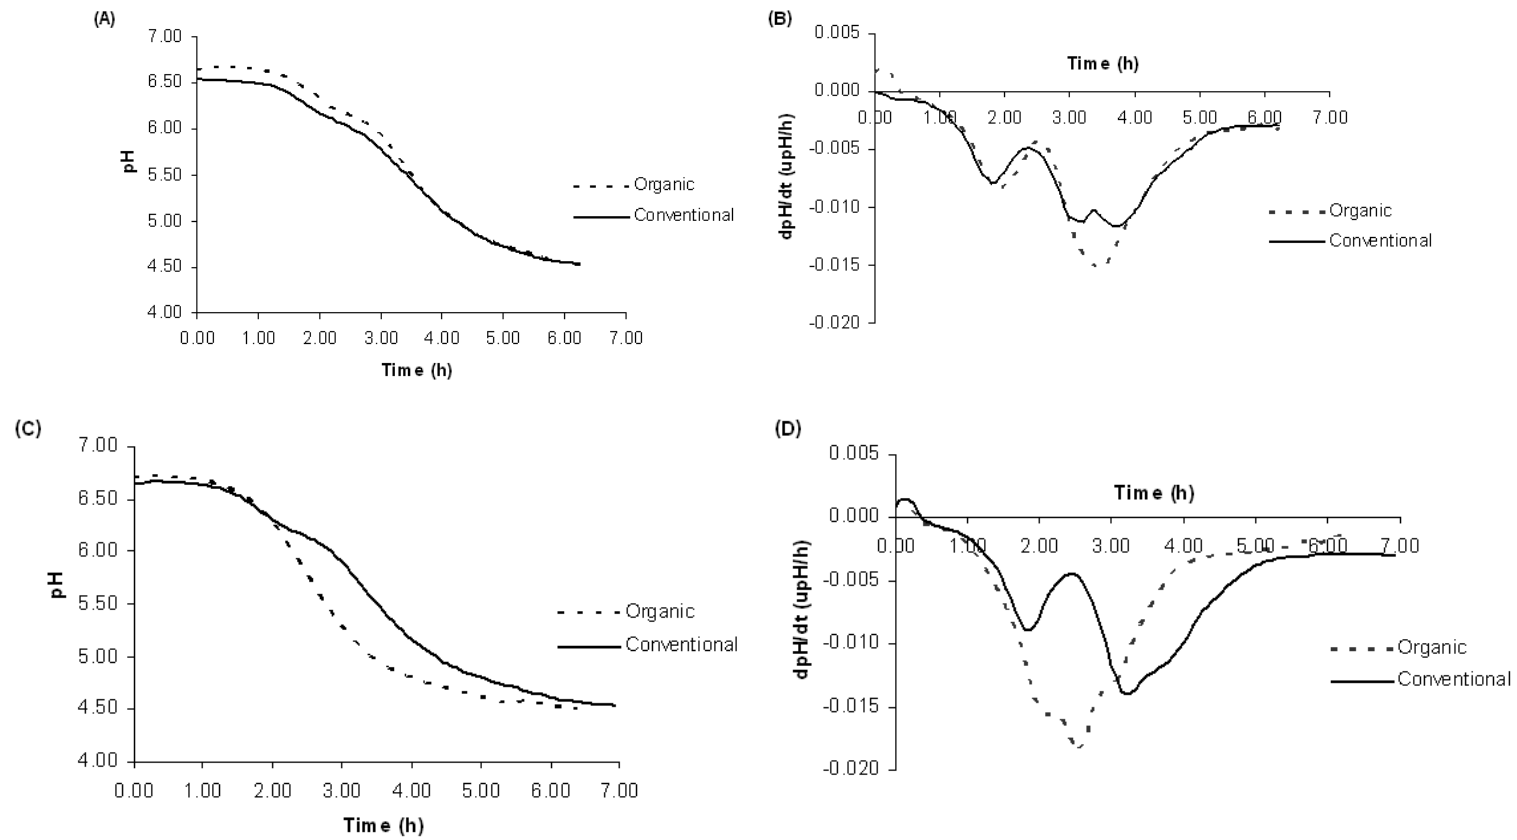 (A)
7.00
6.50
6.00
5.50
5.00
4.50
4.00
pH
0.00 1.00 2.00 3.00 4.00 5.00 6.00 7.00
Time (h)
Organic
Conventional
(B)
0.005
0.000
-0.005
-0.010
-0.015
-0.020
dpH/dt (upH/h)
Time (h)
0.00 1.00 2.00 3.00 4.00 5.00 6.00 7.00
Organic
Conventional
(C)
7.00
6.50
6.00
5.50
5.00
4.50
4.00
pH
0.00 1.00 2.00 3.00 4.00 5.00 6.00 7.00
Time (h)
Organic
Conventional
(D)
0.005
0.000
-0.005
-0.010
-0.015
-0.020
dpH/dt (upH/h)
Time (h)
0.00 1.00 2.00 3.00 4.00 5.00 6.00 7.00
Organic
Conventional